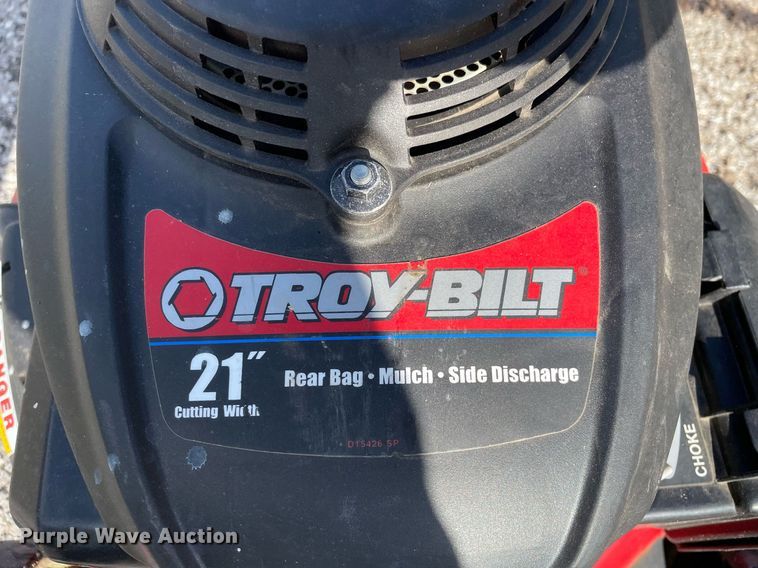 TROY-BILT®
21" Rear Bag • Mulch • Side Discharge
Cutting Width
D15426 SP
CHOKE
Purple Wave Auction